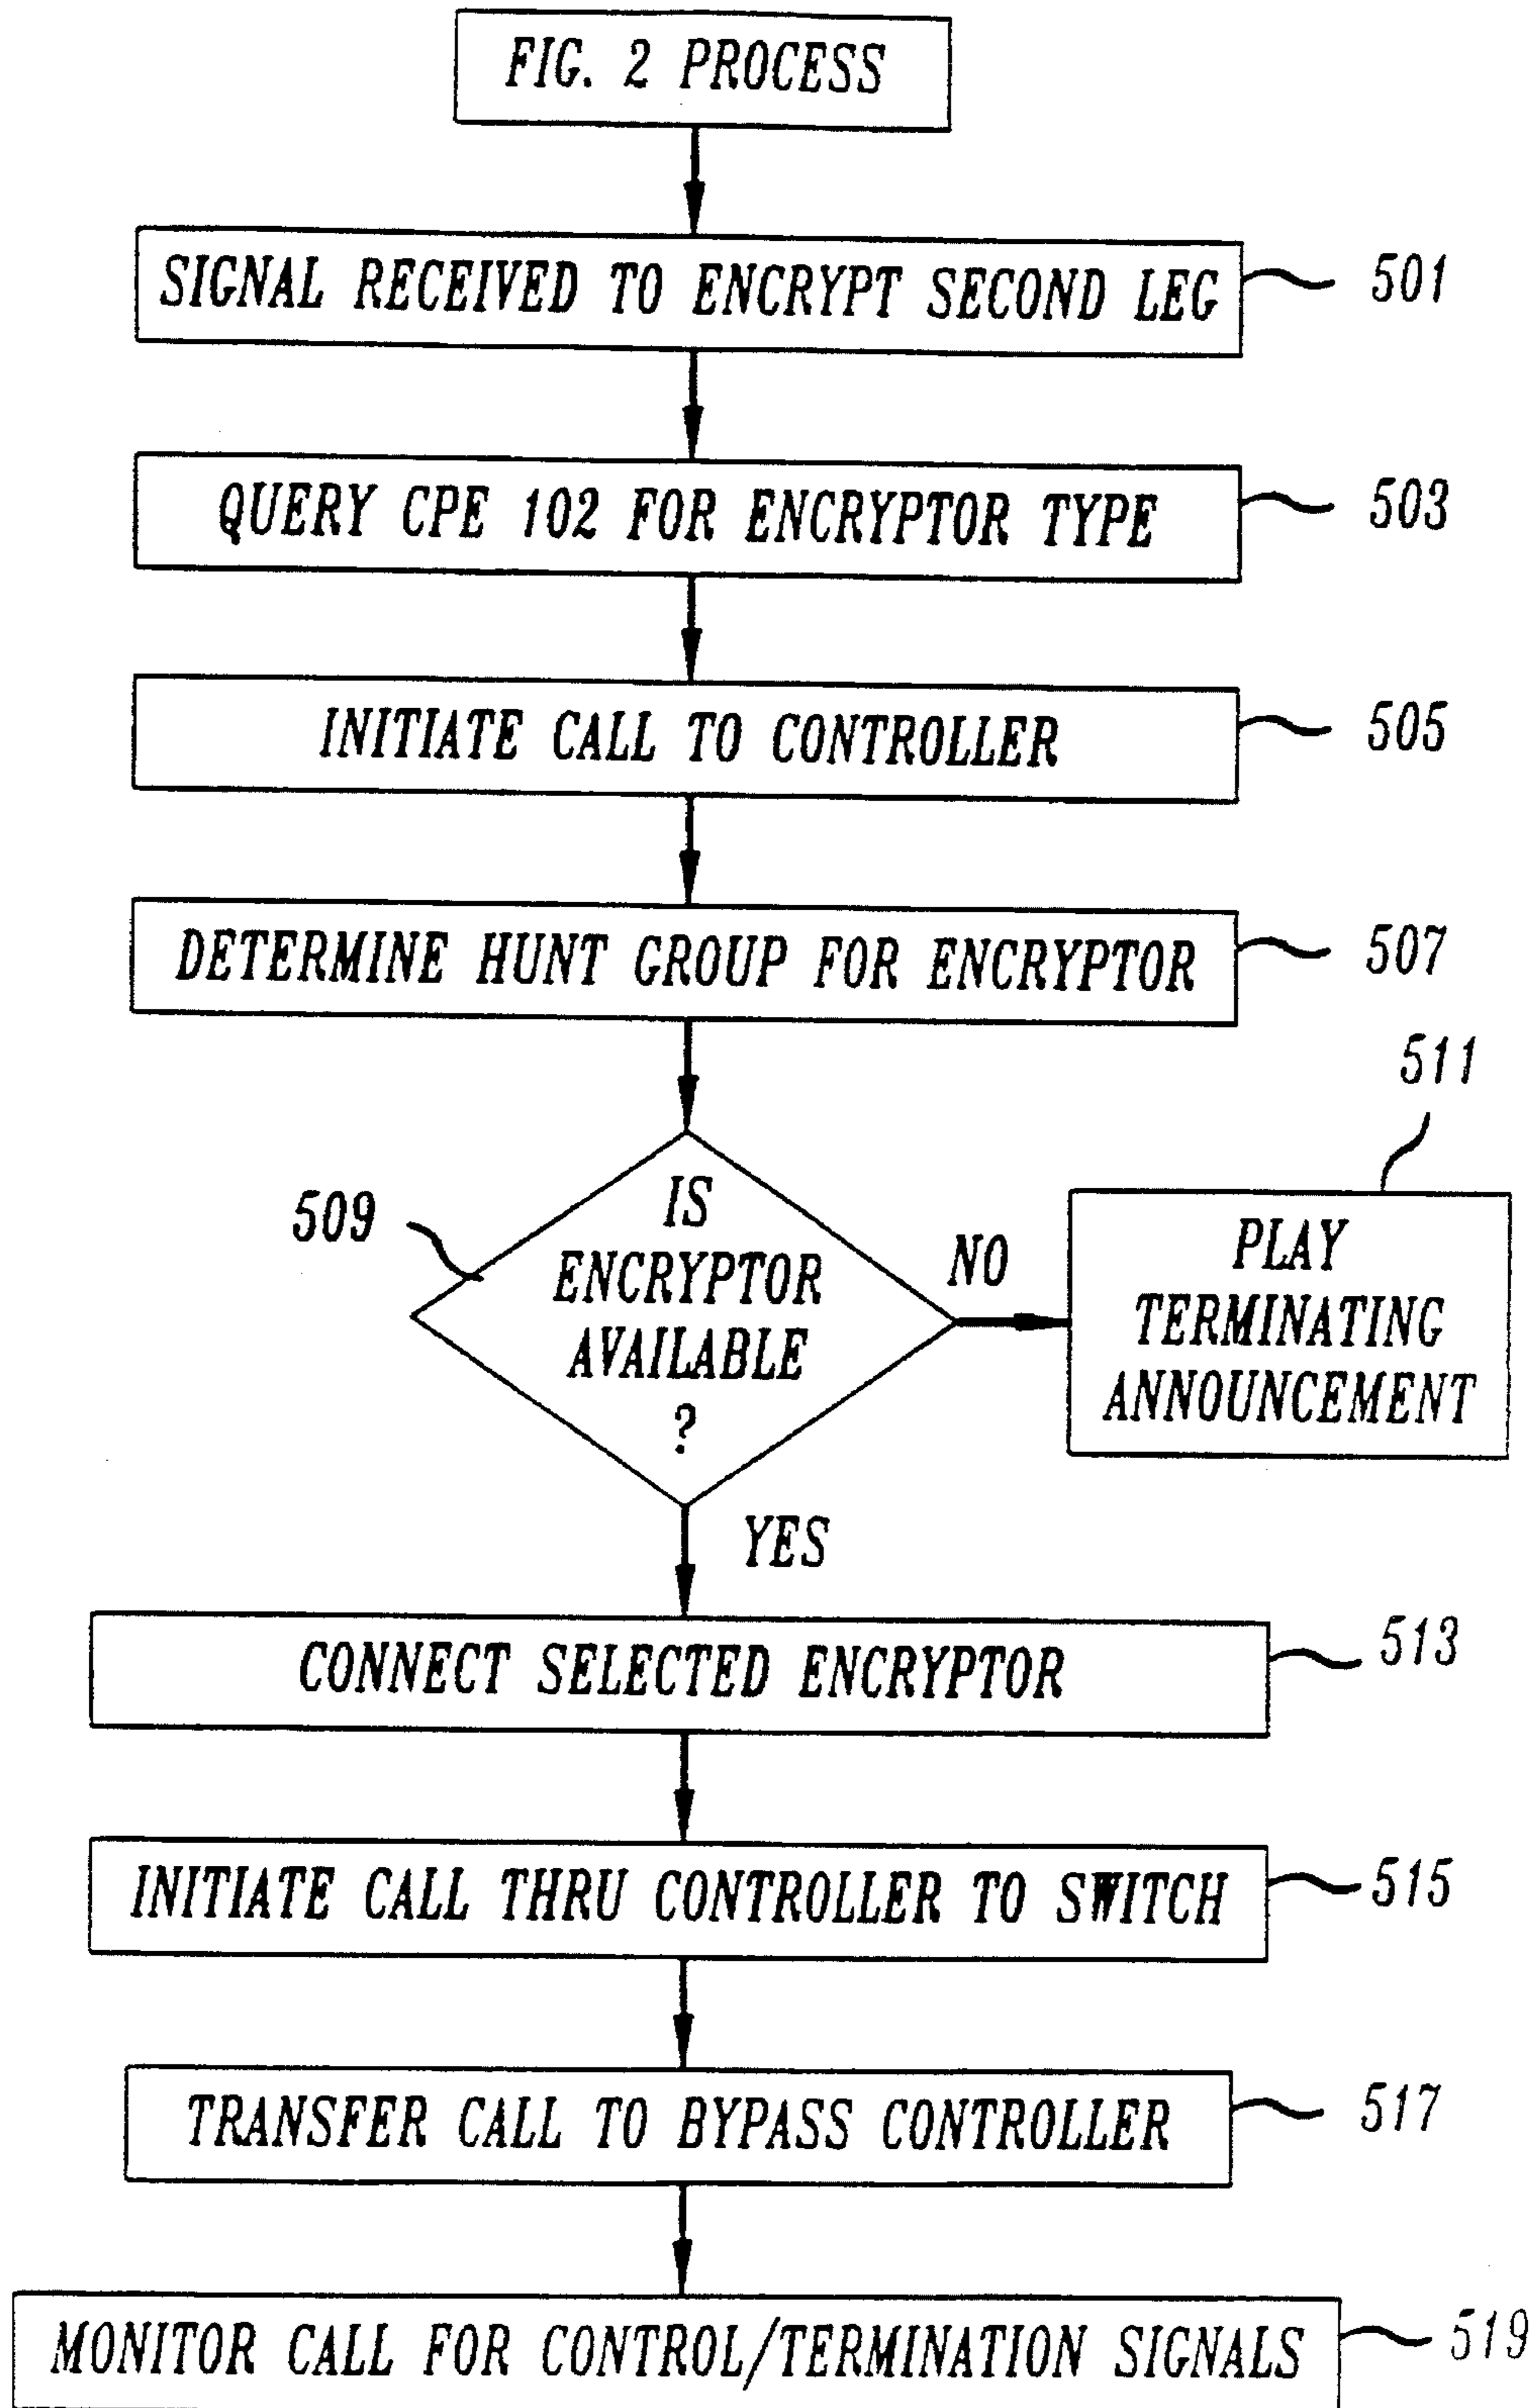 FIG. 2 PROCESS
SIGNAL RECEIVED TO ENCRYPT SECOND LEG
501
QUERY CPE 102 FOR ENCRYPTOR TYPE
503
INITIATE CALL TO CONTROLLER
505
DETERMINE HUNT GROUP FOR ENCRYPTOR
507
509
IS
ENCRYPTOR
AVAILABLE
?
NO
511
PLAY
TERMINATING
ANNOUNCEMENT
YES
CONNECT SELECTED ENCRYPTOR
513
INITIATE CALL THRU CONTROLLER TO SWITCH
515
TRANSFER CALL TO BYPASS CONTROLLER
517
MONITOR CALL FOR CONTROL/TERMINATION SIGNALS
519